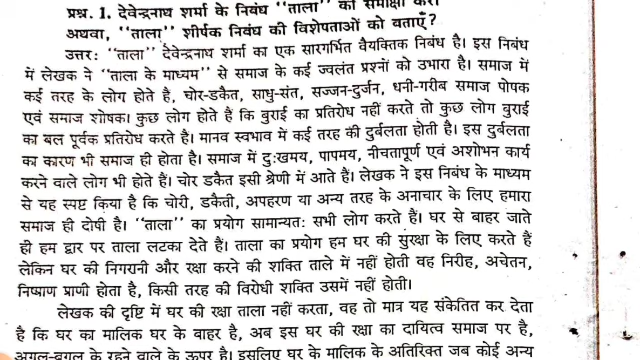 प्रश्न. 1. देवेन्द्रनाथ शर्मा के निबंध ''ताला'' की समीक्षा करें।
अथवा, ''ताला'' शीर्षक निबंध की विशेषताओं को बताएँ?
उत्तर: ''ताला'' देवेन्द्रनाथ शर्मा का एक सारगर्भित वैयक्तिक निबंध है। इस निबंध
में लेखक ने ''ताला के माध्यम'' से समाज के कई ज्वलंत प्रश्नों को उभारा है। समाज में
कई तरह के लोग होते है, चोर-डकैत, साधु-संत, सज्जन-दुर्जन, धनी-गरीब समाज पोषक
एवं समाज शोषक। कुछ लोग होते हैं कि बुराई का प्रतिरोध नहीं करते तो कुछ लोग बुराई
का बल पूर्वक प्रतिरोध करते है। मानव स्वभाव में कई तरह की दुर्बलता होती है। इस दुर्बलता
का कारण भी समाज ही होता है। समाज में दुःखमय, पापमय, नीचतापूर्ण एवं अशोभन कार्य
करने वाले लोग भी होते हैं। चोर डकैत इसी श्रेणी में आते हैं। लेखक ने इस निबंध के माध्यम
से यह स्पष्ट किया है कि चोरी, डकैती, अपहरण या अन्य तरह के अनाचार के लिए हमारा
समाज ही दोषी है। ''ताला'' का प्रयोग सामान्यतः सभी लोग करते हैं। घर से बाहर जाते
ही हम द्वार पर ताला लटका देते हैं। ताला का प्रयोग हम घर की सुरक्षा के लिए करते हैं
लेकिन घर की निगरानी और रक्षा करने की शक्ति ताले में नहीं होती वह निरीह, अचेतन,
निष्प्राण प्राणी होता है, किसी तरह की विरोधी शक्ति उसमें नहीं होती।
लेखक की दृष्टि में घर की रक्षा ताला नहीं करता, वह तो मात्र यह संकेतित कर देता
है कि घर का मालिक घर के बाहर है, अब इस घर की रक्षा का दायित्व समाज पर है,
अगल-बगल के रहने वाले के ऊपर है। इसलिए घर के मालिक के अतिरिक्त जब कोई अन्य